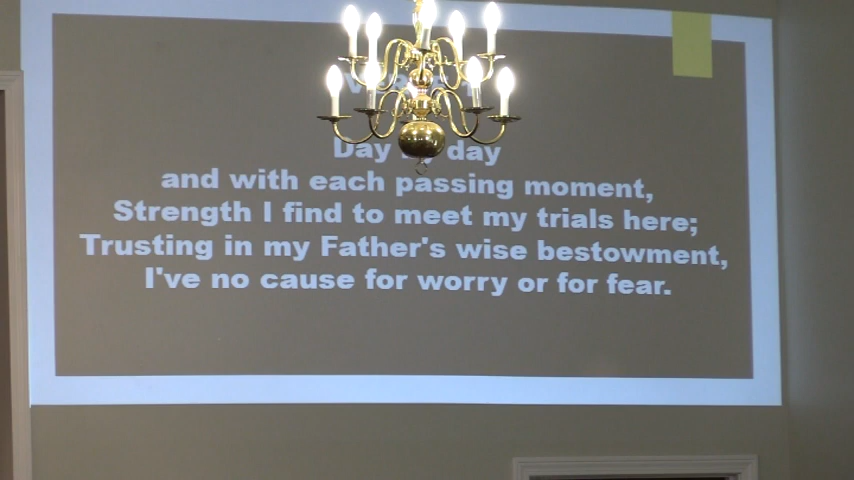 Day day
and with each passing moment,
Strength I find to meet my trials here;
Trusting in my Father's wise bestowment,
I've no cause for worry or for fear.